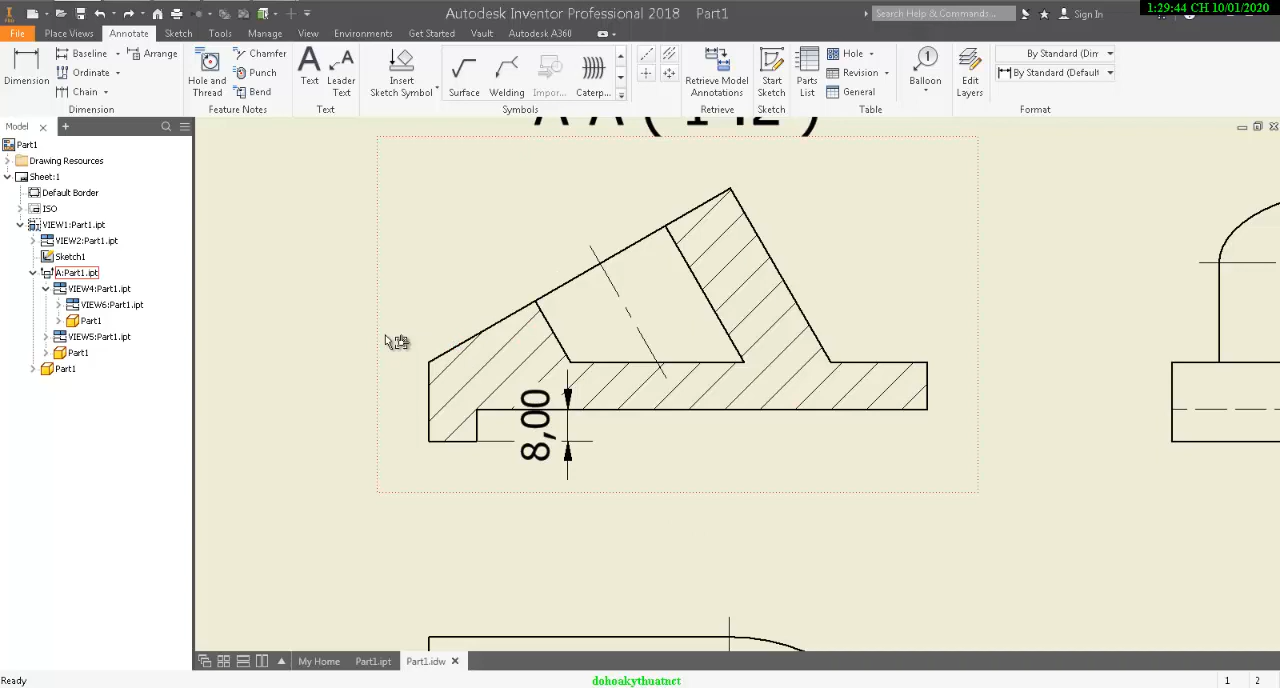 Autodesk Inventor Professional 2018 Part1
Search Help & Commands...
Sign In
1:29:44 CH 10/01/2020
File Place Views Annotate Sketch Tools Manage View Environments Get Started Vault Autodesk A360
Dimension
Baseline
Ordinate
Chain
Arrange
Dimension
Hole and Thread
Chamfer
Punch
Bend
Feature Notes
Text
Leader Text
Text
Insert Sketch Symbol
Surface
Welding
Impor...
Caterp...
Symbols
Retrieve Model Annotations
Retrieve
Start Sketch
Sketch
Parts List
Hole
Revision
General
Table
Balloon
Edit Layers
By Standard (Dim
By Standard (Default
Format
Model
Part1
Drawing Resources
Sheet:1
Default Border
ISO
VIEW1:Part1.ipt
VIEW2:Part1.ipt
Sketch1
A:Part1.ipt
VIEW4:Part1.ipt
VIEW6:Part1.ipt
Part1
VIEW5:Part1.ipt
Part1
Part1
8,00
My Home Part1.ipt Part1.idw
Ready
dohoakythuatnet
1 2